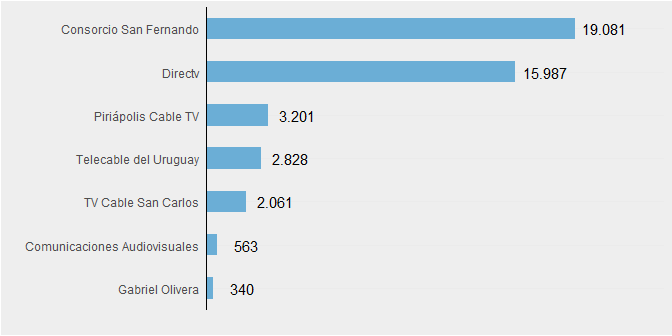 Consorcio San Fernando 19.081
Directv 15.987
Piriápolis Cable TV 3.201
Telecable del Uruguay 2.828
TV Cable San Carlos 2.061
Comunicaciones Audiovisuales 563
Gabriel Olivera 340